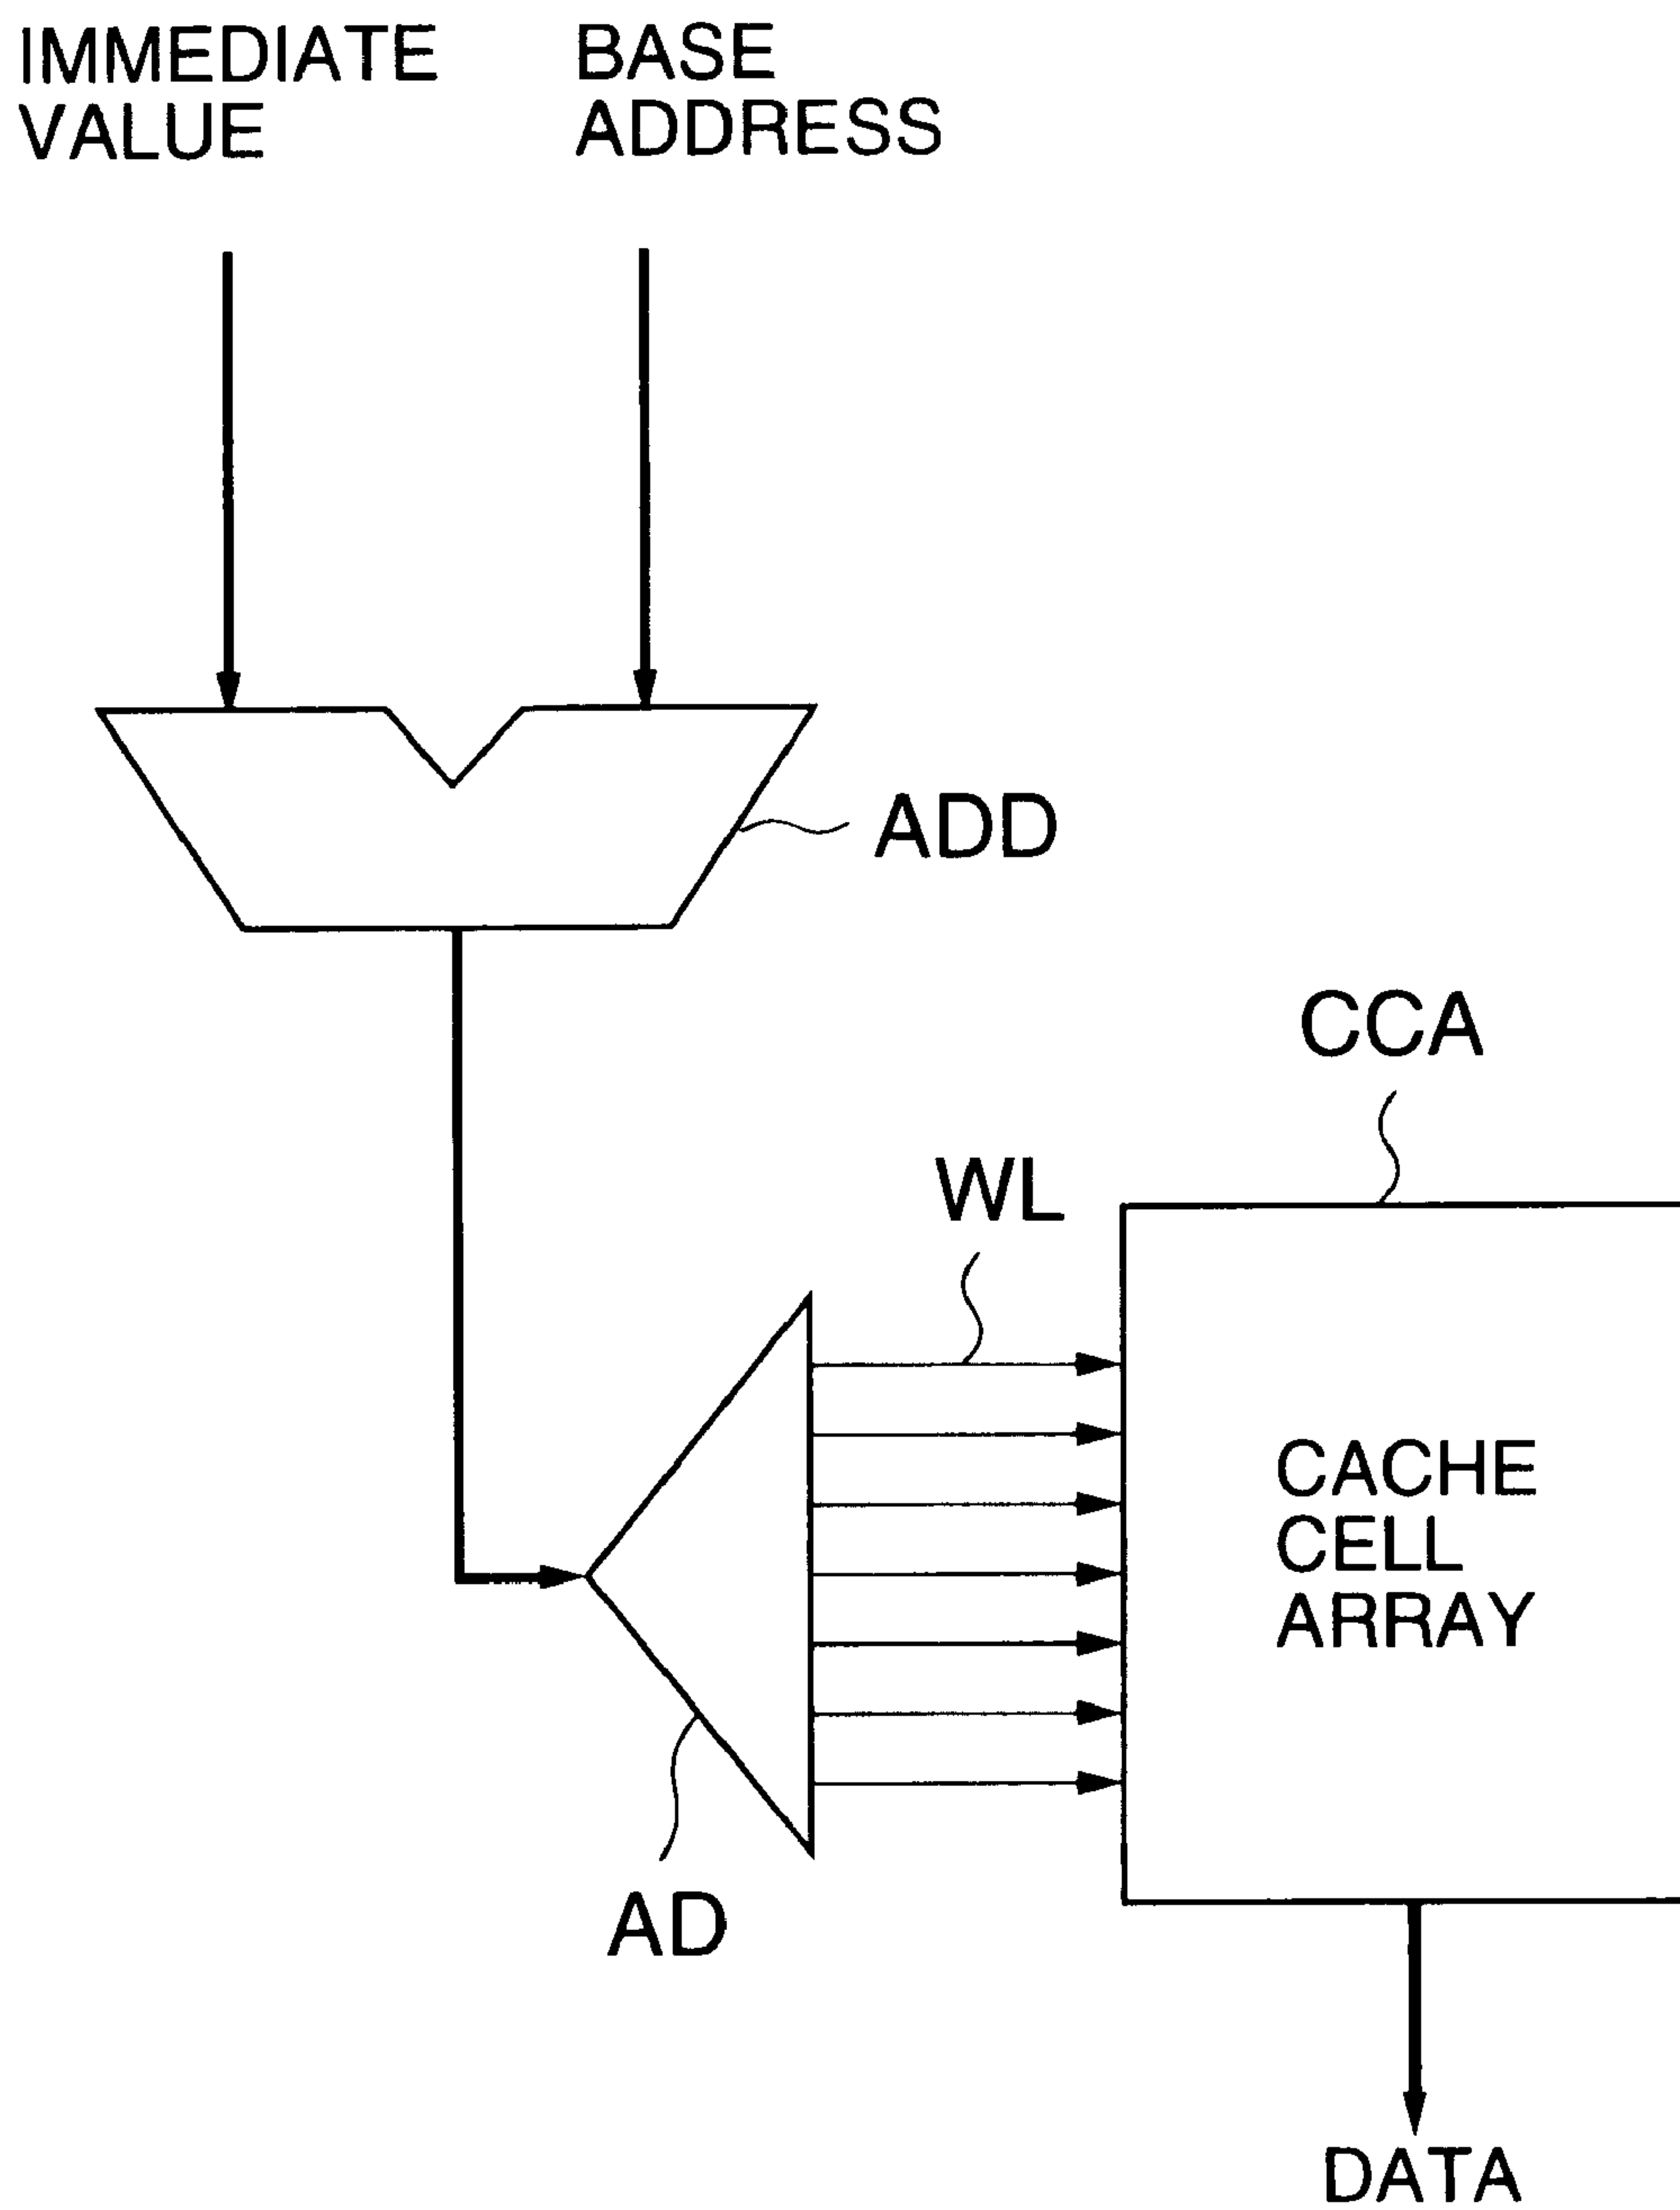 IMMEDIATE
VALUE
BASE
ADDRESS
ADD
CCA
WL
CACHE
CELL
ARRAY
AD
DATA